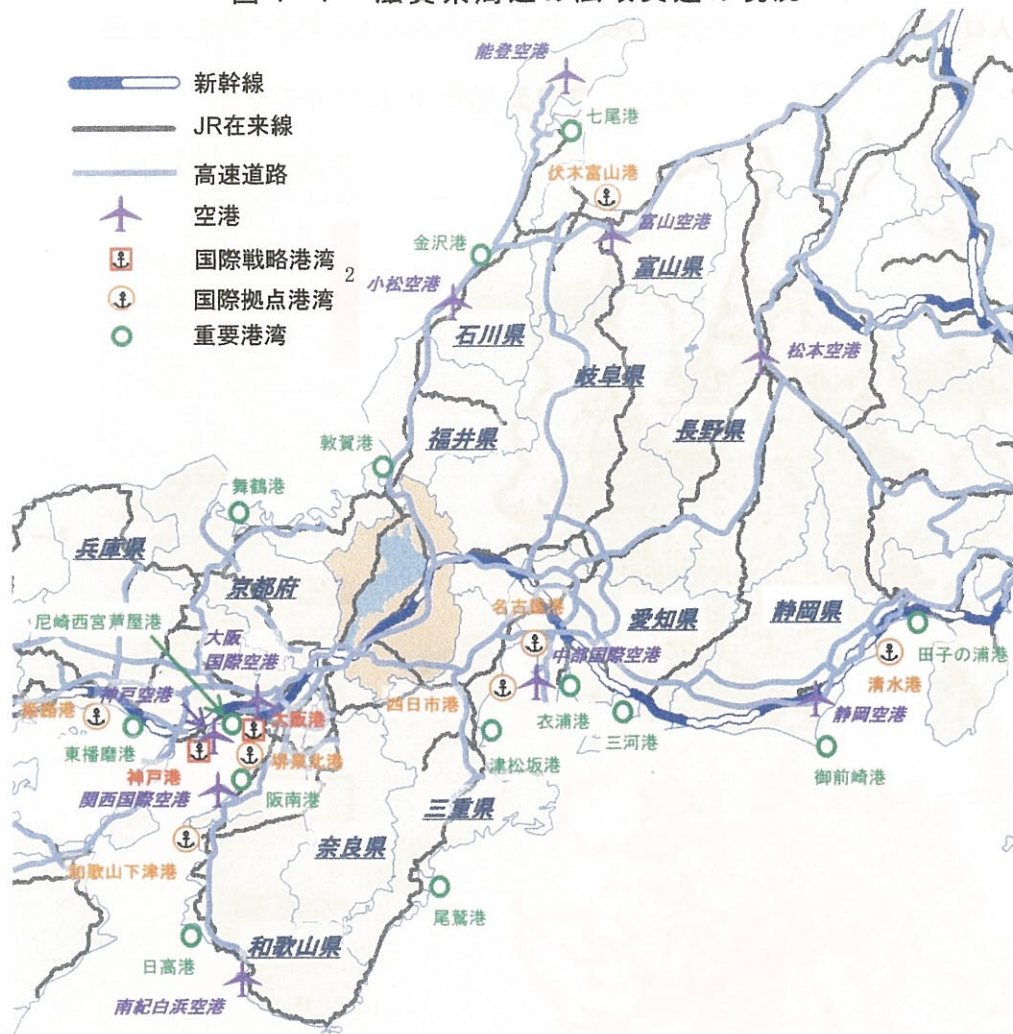 新幹線
JR在来線
高速道路
空港
国際戦略港湾 2
国際拠点港湾
重要港湾
能登空港
七尾港
伏木富山港
富山空港
金沢港
小松空港
富山県
石川県
岐阜県
松本空港
長野県
福井県
敦賀港
舞鶴港
兵庫県
京都府
尼崎西宮芦屋港
大阪
国際空港
神戸空港
姫路港
東播磨港
神戸港
大阪港
堺泉北港
関西国際空港
阪南港
和歌山下津港
名古屋港
愛知県
静岡県
中部国際空港
四日市港
衣浦港
三河港
津松坂港
田子の浦港
清水港
静岡空港
御前崎港
三重県
奈良県
尾鷲港
和歌山県
日高港
南紀白浜空港